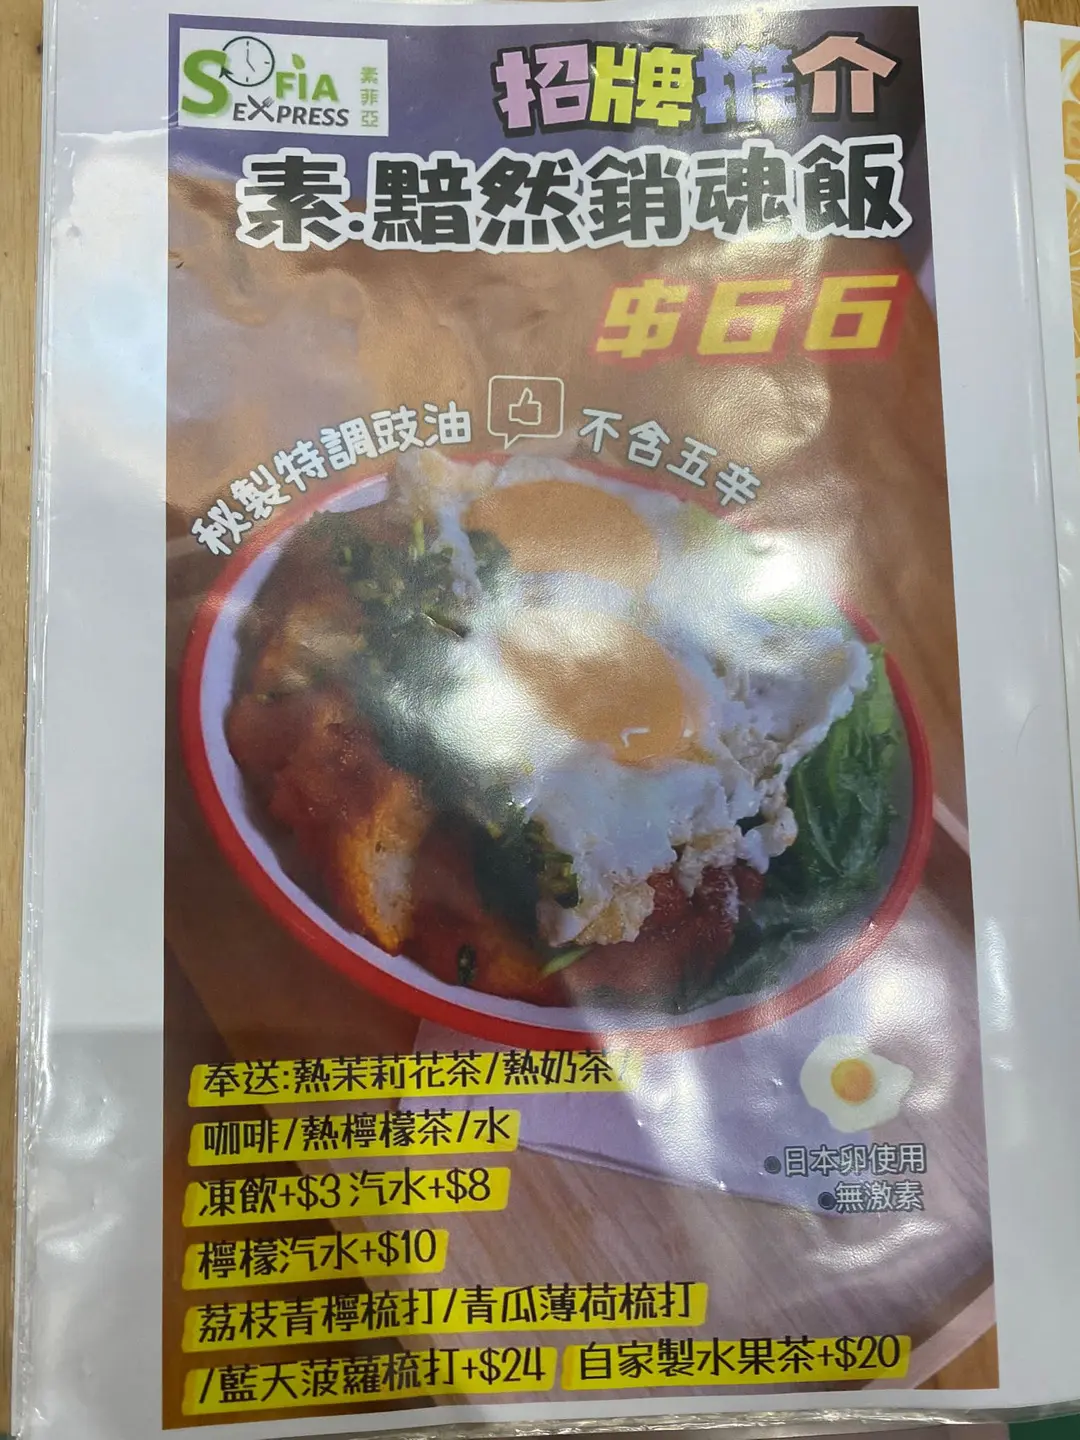 SOFIA
EXPRESS
素菲亞
招牌推介
素.黯然銷魂飯
$66
秘製特調豉油
不含五辛
奉送:熱茉莉花茶/熱奶茶/
咖啡/熱檸檬茶/水
凍飲+$3 汽水+$8
檸檬汽水+$10
荔枝青檸梳打/青瓜薄荷梳打
/藍天菠蘿梳打+$24 自家製水果茶+$20
●日本卵使用
●無激素